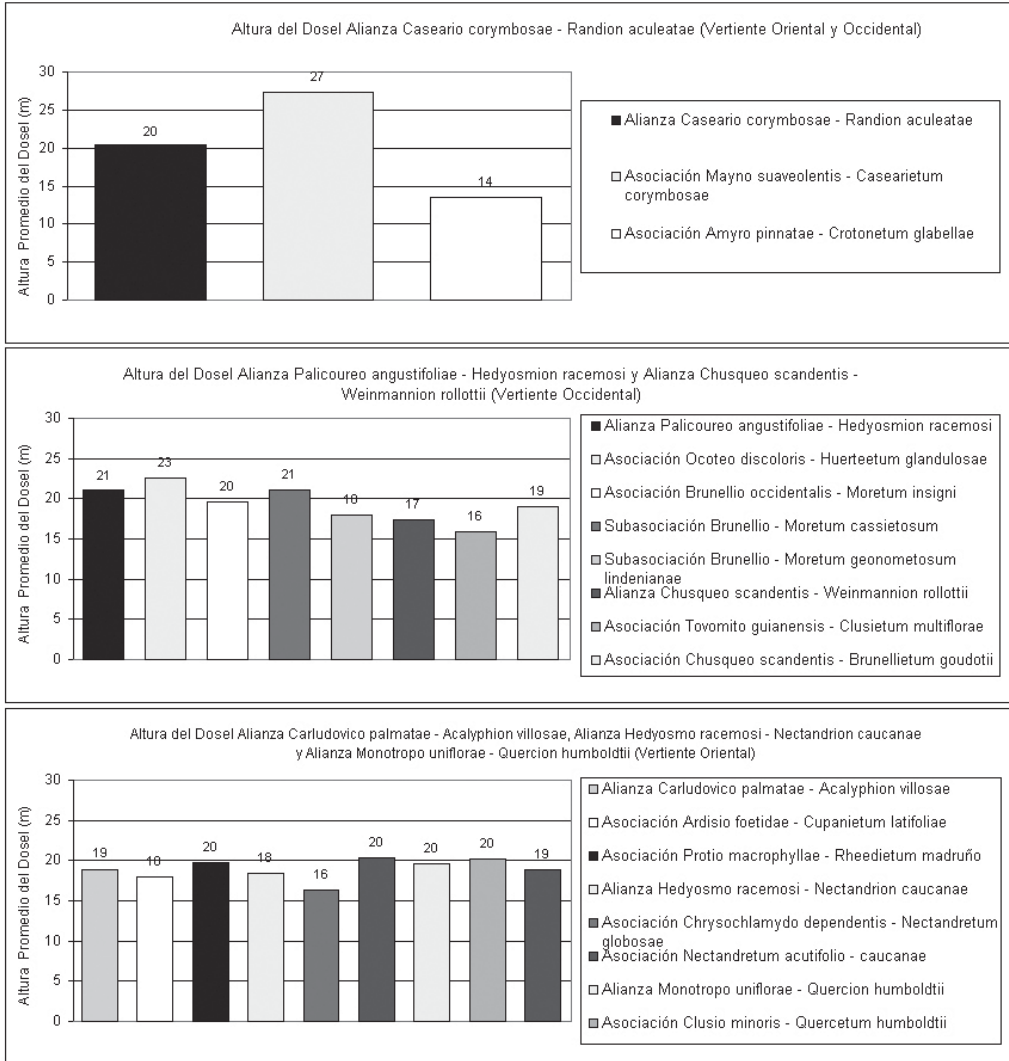 Altura del Dosel Alianza Caseario corymbosae - Randion aculeatae (Vertiente Oriental y Occidental)
Altura Promedio del Dosel (m)
30
25
20
15
10
5
0
20
27
14
Alianza Caseario corymbosae - Randion aculeatae
Asociación Mayno suaveolentis - Casearietum
corymbosae
Asociación Amyro pinnatae - Crotonetum glabellae
Altura del Dosel Alianza Palicoureo angustifoliae - Hedyosmion racemosi y Alianza Chusqueo scandentis -
Weinmannion rollottii (Vertiente Occidental)
Altura Promedio del Dosel (m)
30
25
20
15
10
5
0
21
23
20
21
18
17
16
19
Alianza Palicoureo angustifoliae - Hedyosmion racemosi
Asociación Ocoteo discoloris - Huerteetum glandulosae
Asociación Brunellio occidentalis - Moretum insigni
Subasociación Brunellio - Moretum cassietosum
Subasociación Brunellio - Moretum geonometosum
lindenianae
Alianza Chusqueo scandentis - Weinmannion rollottii
Asociación Tovomito guianensis - Clusietum multiflorae
Asociación Chusqueo scandentis - Brunellietum goudotii
Altura del Dosel Alianza Carludovico palmatae - Acalyphion villosae, Alianza Hedyosmo racemosi - Nectandrion caucanae
y Alianza Monotropo uniflorae - Quercion humboldtii (Vertiente Oriental)
Altura Promedio del Dosel (m)
30
25
20
15
10
5
0
19
18
20
18
16
20
20
20
19
Alianza Carludovico palmatae - Acalyphion villosae
Asociación Ardisio foetidae - Cupanietum latifoliae
Asociación Protio macrophyllae - Rheedietum madruño
Alianza Hedyosmo racemosi - Nectandrion caucanae
Asociación Chrysochlamydo dependentis - Nectandretum
globosae
Asociación Nectandretum acutifolio - caucanae
Alianza Monotropo uniflorae - Quercion humboldtii
Asociación Clusio minoris - Quercetum humboldtii